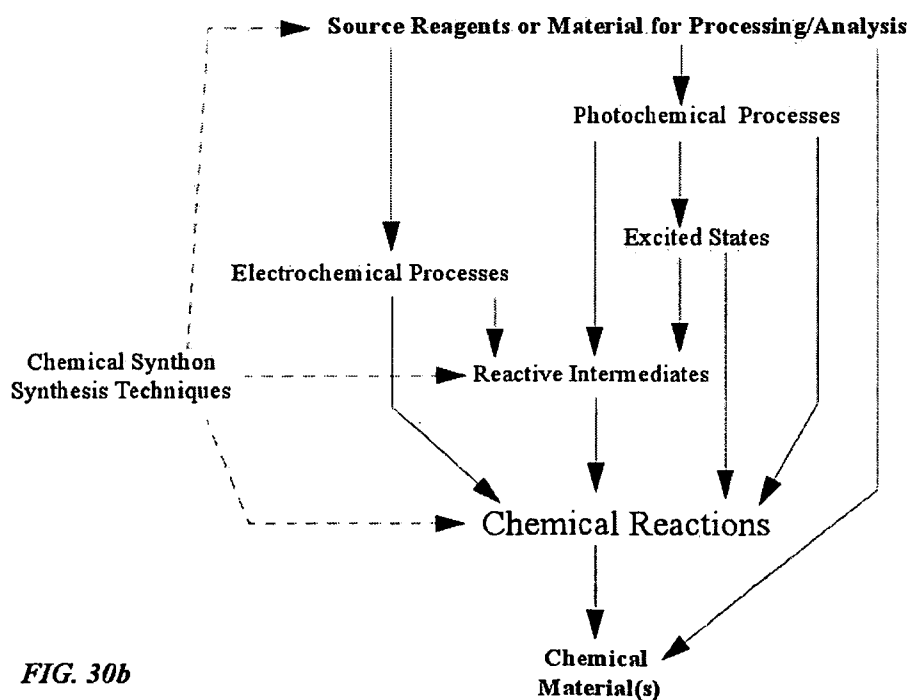 Source Reagents or Material for Processing/Analysis
Photochemical Processes
Excited States
Electrochemical Processes
Chemical Synthon
Synthesis Techniques
Reactive Intermediates
Chemical Reactions
Chemical
Material(s)
FIG. 30b